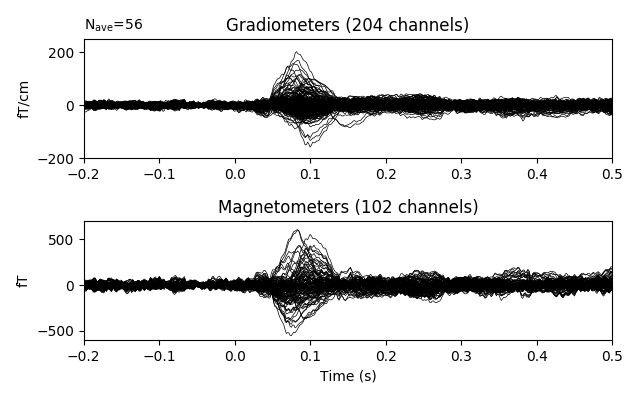 N_ave=56
Gradiometers (204 channels)
200
0
−200
fT/cm
−0.2 −0.1 0.0 0.1 0.2 0.3 0.4 0.5
Magnetometers (102 channels)
500
0
−500
fT
−0.2 −0.1 0.0 0.1 0.2 0.3 0.4 0.5
Time (s)